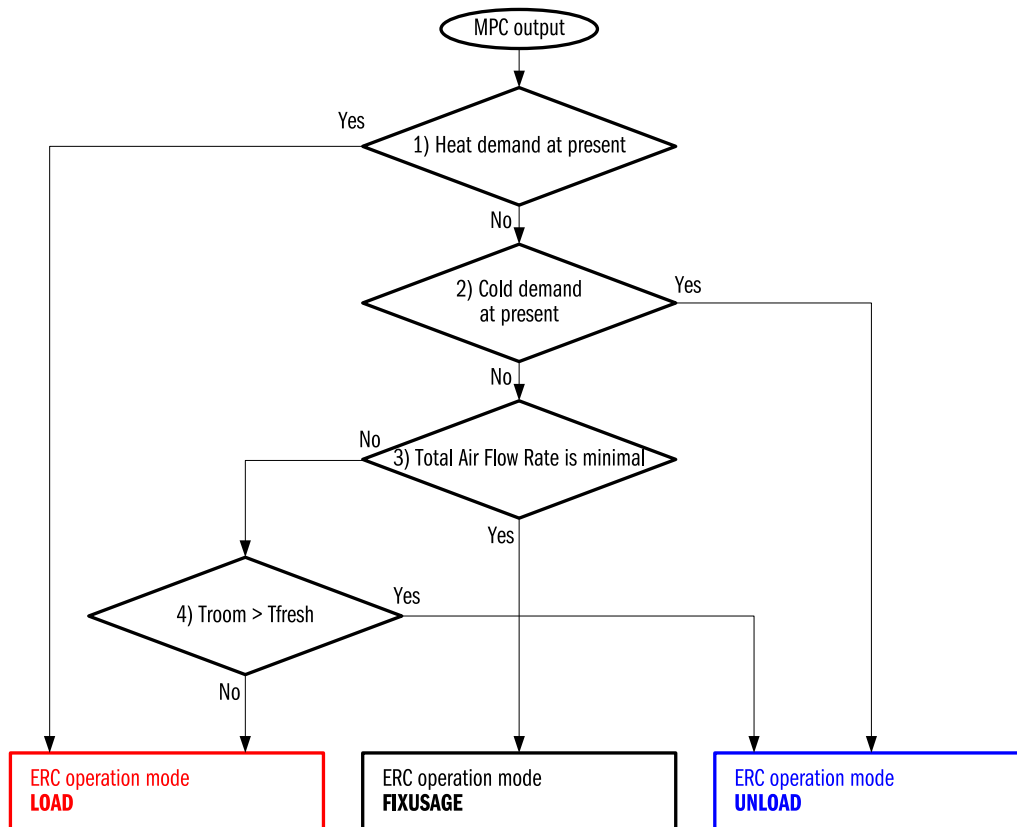 MPC output
Yes
1) Heat demand at present
No
2) Cold demand
at present
Yes
No
No
3) Total Air Flow Rate is minimal
Yes
4) Troom > Tfresh
Yes
No
ERC operation mode
LOAD
ERC operation mode
FIXUSAGE
ERC operation mode
UNLOAD